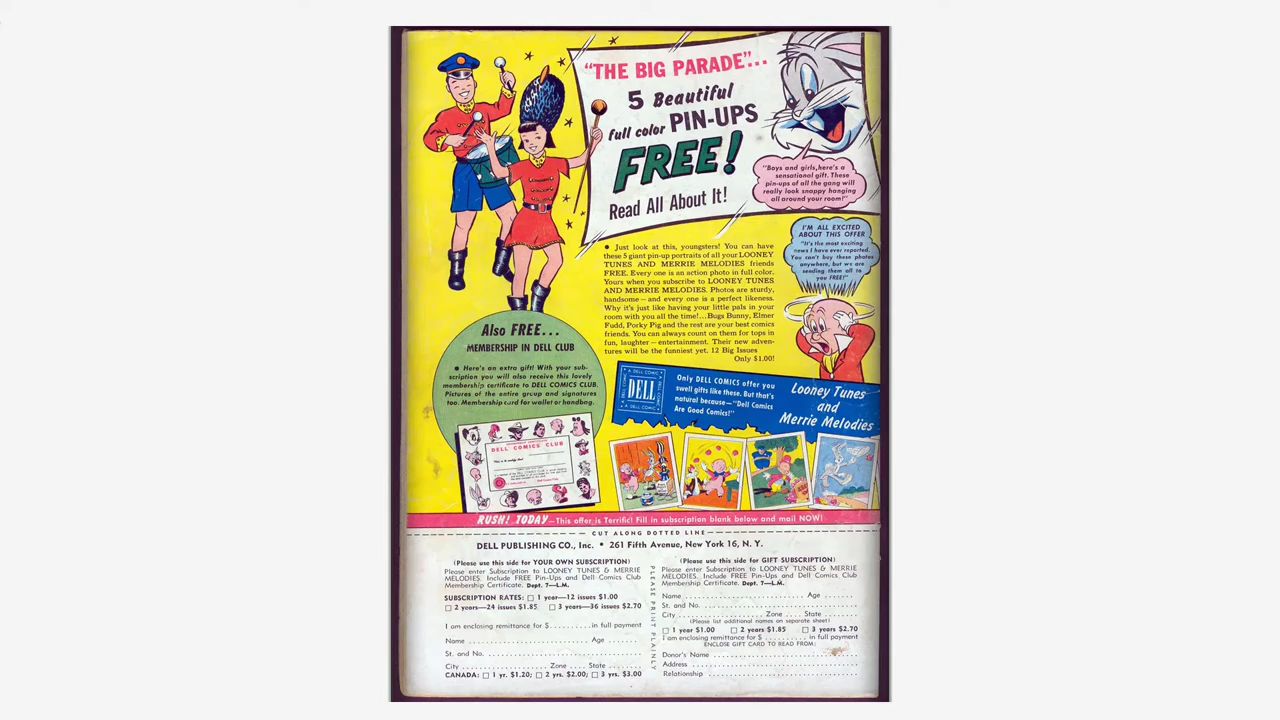 "THE BIG PARADE"...
5 Beautiful
full color PIN-UPS
FREE!
Read All About It!
"Boys and girls, here's a
sensational gift. These
pin-ups of all the gang will
really look snappy hanging
all around your room!"
I'M ALL EXCITED
ABOUT THIS OFFER
"It's the most exciting
news I have ever reported.
You can't buy these photos
anywhere, but we are
sending them all to
you FREE!"
● Just look at this, youngsters! You can have
these 5 giant pin-up portraits of all your LOONEY
TUNES AND MERRIE MELODIES friends
FREE. Every one is an action photo in full color.
Yours when you subscribe to LOONEY TUNES
AND MERRIE MELODIES. Photos are sturdy,
handsome — and every one is a perfect likeness.
Why it's just like having your little pals in your
room with you all the time!...Bugs Bunny, Elmer
Fudd, Porky Pig and the rest are your best comics
friends. You can always count on them for tops in
fun, laughter — entertainment. Their new adven-
tures will be the funniest yet. 12 Big Issues
Only $1.00!
Also FREE...
MEMBERSHIP IN DELL CLUB
● Here's an extra gift! With your sub-
scription you will also receive this lovely
membership certificate to DELL COMICS CLUB.
Pictures of the entire group and signatures
too. Membership card for wallet or handbag.
DELL COMICS CLUB
A DELL COMIC
DELL
A DELL COMIC
Only DELL COMICS offer you
swell gifts like these. But that's
natural because—"Dell Comics
Are Good Comics!"
Looney Tunes
and
Merrie Melodies
RUSH! TODAY—This offer is Terrific! Fill in subscription blank below and mail NOW!
CUT ALONG DOTTED LINE
DELL PUBLISHING CO., Inc. • 261 Fifth Avenue, New York 16, N. Y.
(Please use this side for YOUR OWN SUBSCRIPTION)
Please enter Subscription to LOONEY TUNES & MERRIE
MELODIES. Include FREE Pin-Ups and Dell Comics Club
Membership Certificate. Dept. 7—L.M.
SUBSCRIPTION RATES: □ 1 year—12 issues $1.00
□ 2 years—24 issues $1.85 □ 3 years—36 issues $2.70
I am enclosing remittance for $ .......... in full payment
Name .......... Age ..........
St. and No. ..........
City .......... Zone .... State ..........
CANADA: □ 1 yr. $1.20; □ 2 yrs. $2.00; □ 3 yrs. $3.00
PLEASE PRINT PLAINLY
(Please use this side for GIFT SUBSCRIPTION)
Please enter Subscription to LOONEY TUNES & MERRIE
MELODIES. Include FREE Pin-Ups and Dell Comics Club
Membership Certificate. Dept. 7—L.M.
Name .......... Age ..........
St. and No. ..........
City .......... Zone .... State ..........
(Please list additional names on separate sheet)
□ 1 year $1.00 □ 2 years $1.85 □ 3 years $2.70
I am enclosing remittance for $ .......... in full payment
ENCLOSE GIFT CARD TO READ FROM:
Donor's Name ..........
Address ..........
Relationship ..........